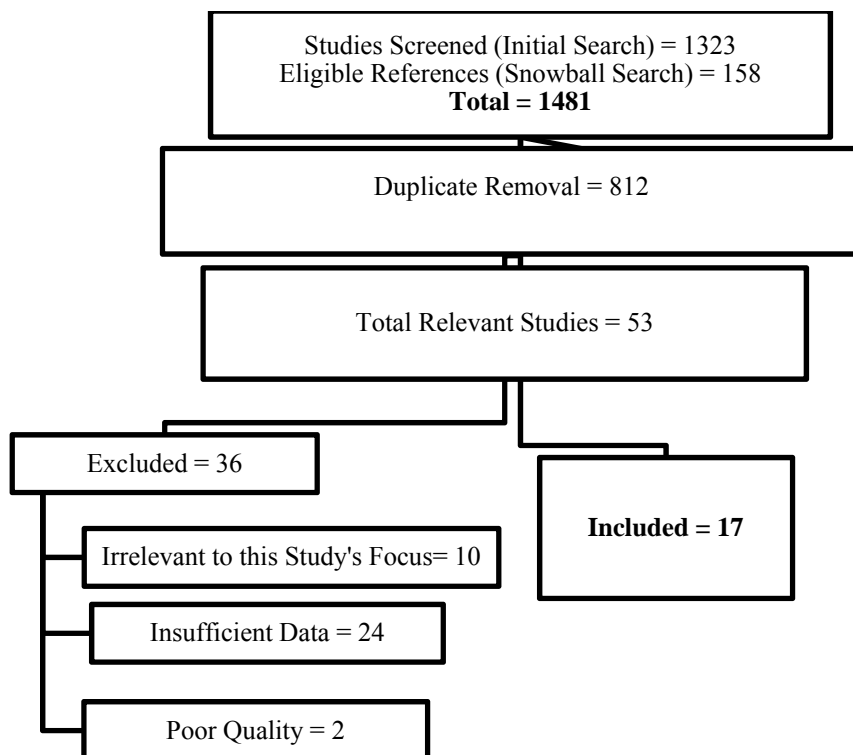 Studies Screened (Initial Search) = 1323
Eligible References (Snowball Search) = 158
Total = 1481
Duplicate Removal = 812
Total Relevant Studies = 53
Excluded = 36
Included = 17
Irrelevant to this Study's Focus= 10
Insufficient Data = 24
Poor Quality = 2